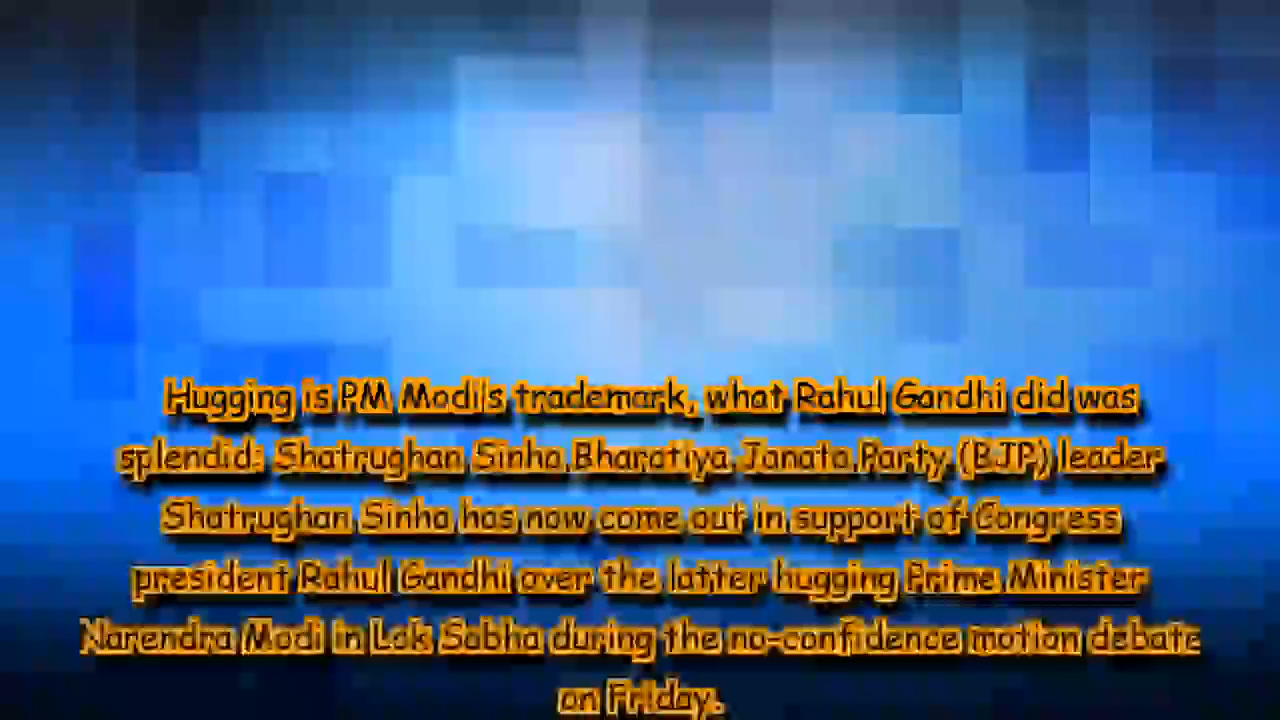 Hugging is PM Modi's trademark, what Rahul Gandhi did was
splendid: Shatrughan Sinha Bharatiya Janata Party (BJP) leader
Shatrughan Sinha has now come out in support of Congress
president Rahul Gandhi over the latter hugging Prime Minister
Narendra Modi in Lok Sabha during the no-confidence motion debate
on Friday.